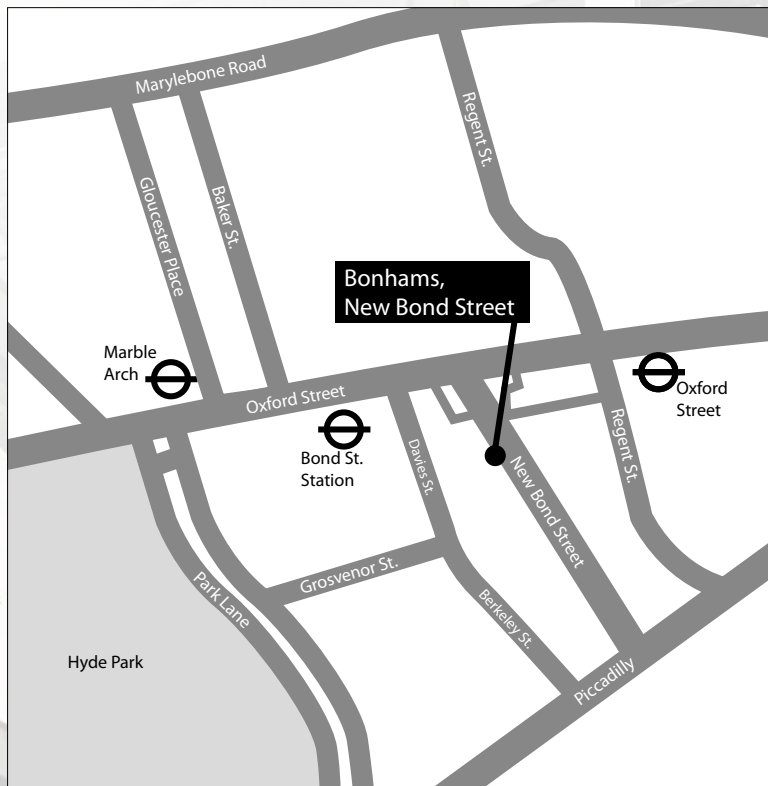 Marylebone Road
Regent St.
Gloucester Place
Baker St.
Bonhams,
New Bond Street
Marble
Arch
Oxford Street
Oxford
Street
Bond St.
Station
Davies St.
New Bond Street
Regent St.
Grosvenor St.
Park Lane
Berkeley St.
Hyde Park
Piccadilly